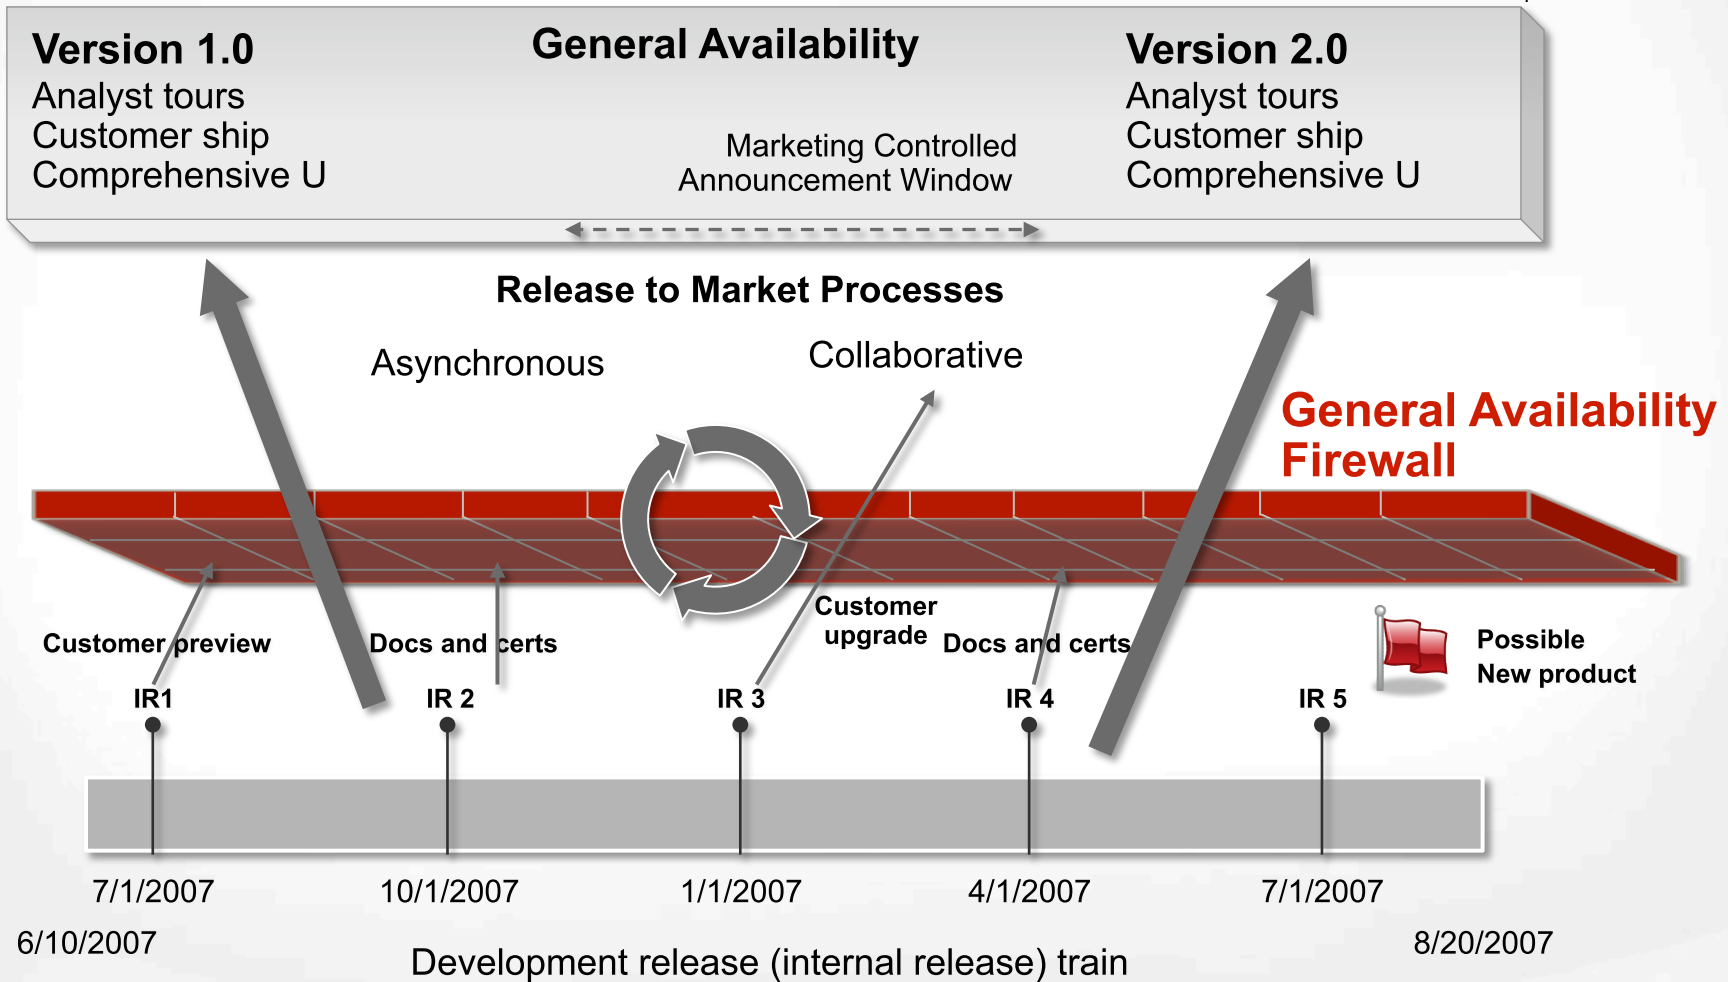 Version 1.0
Analyst tours
Customer ship
Comprehensive U
General Availability
Marketing Controlled
Announcement Window
Version 2.0
Analyst tours
Customer ship
Comprehensive U
Release to Market Processes
Asynchronous
Collaborative
General Availability
Firewall
Customer preview
Docs and certs
Customer
upgrade
Docs and certs
Possible
New product
IR1
IR 2
IR 3
IR 4
IR 5
7/1/2007
10/1/2007
1/1/2007
4/1/2007
7/1/2007
6/10/2007
8/20/2007
Development release (internal release) train